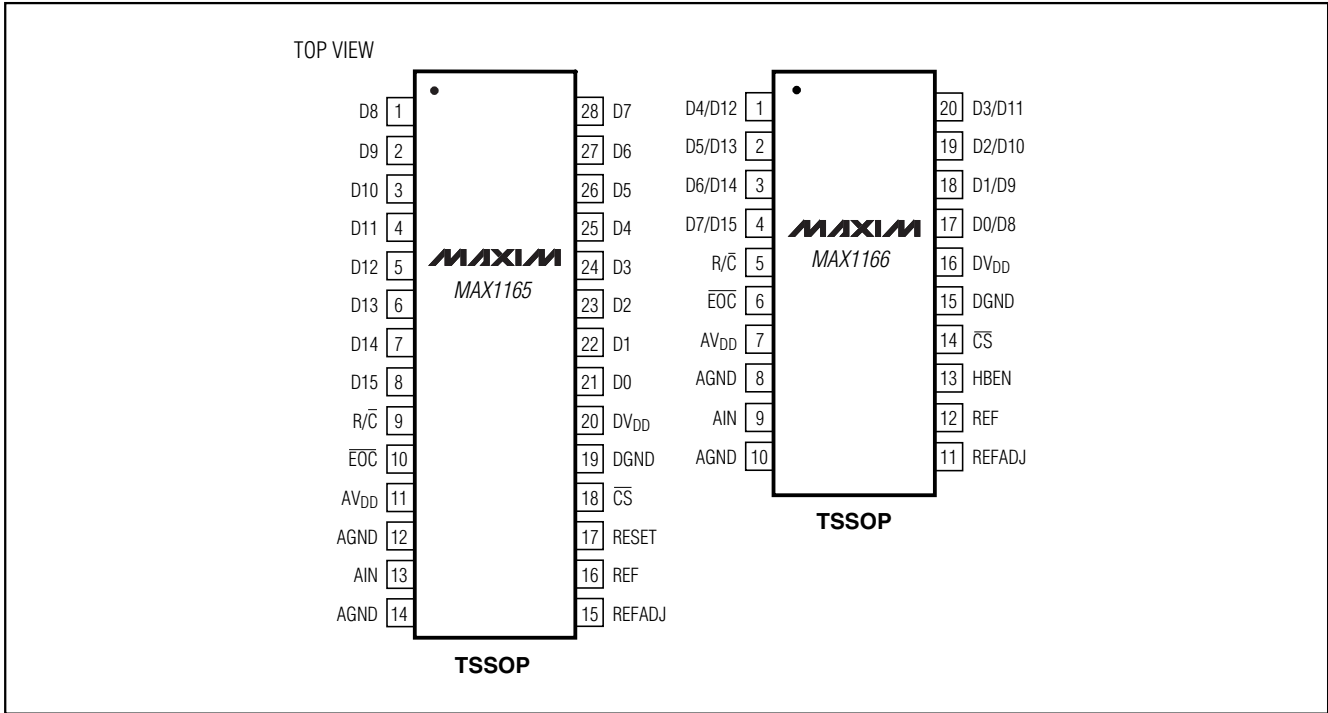 TOP VIEW
D8 1
D9 2
D10 3
D11 4
D12 5
D13 6
D14 7
D15 8
R/C̅ 9
E̅O̅C̅ 10
AVDD 11
AGND 12
AIN 13
AGND 14
28 D7
27 D6
26 D5
25 D4
24 D3
23 D2
22 D1
21 D0
20 DVDD
19 DGND
18 C̅S̅
17 RESET
16 REF
15 REFADJ
MAXIM
MAX1165
TSSOP
D4/D12 1
D5/D13 2
D6/D14 3
D7/D15 4
R/C̅ 5
E̅O̅C̅ 6
AVDD 7
AGND 8
AIN 9
AGND 10
20 D3/D11
19 D2/D10
18 D1/D9
17 D0/D8
16 DVDD
15 DGND
14 C̅S̅
13 HBEN
12 REF
11 REFADJ
MAXIM
MAX1166
TSSOP